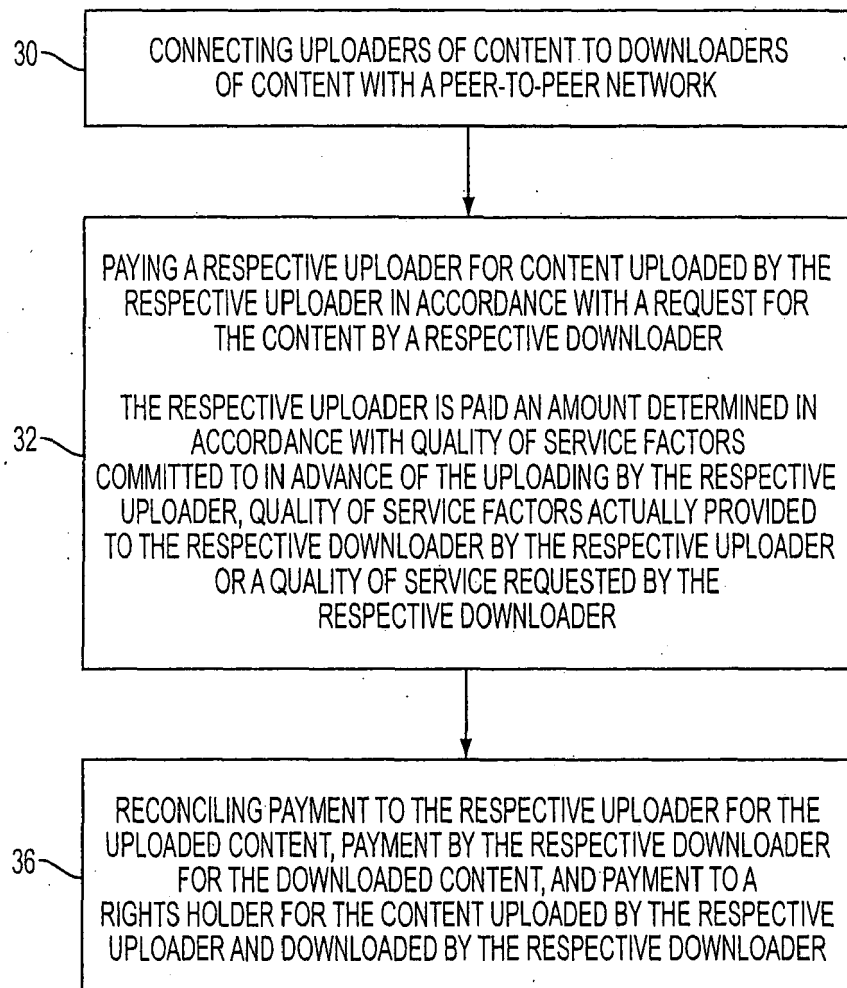 30
CONNECTING UPLOADERS OF CONTENT TO DOWNLOADERS
OF CONTENT WITH A PEER-TO-PEER NETWORK
32
PAYING A RESPECTIVE UPLOADER FOR CONTENT UPLOADED BY THE
RESPECTIVE UPLOADER IN ACCORDANCE WITH A REQUEST FOR
THE CONTENT BY A RESPECTIVE DOWNLOADER
THE RESPECTIVE UPLOADER IS PAID AN AMOUNT DETERMINED IN
ACCORDANCE WITH QUALITY OF SERVICE FACTORS
COMMITTED TO IN ADVANCE OF THE UPLOADING BY THE RESPECTIVE
UPLOADER, QUALITY OF SERVICE FACTORS ACTUALLY PROVIDED
TO THE RESPECTIVE DOWNLOADER BY THE RESPECTIVE UPLOADER
OR A QUALITY OF SERVICE REQUESTED BY THE
RESPECTIVE DOWNLOADER
36
RECONCILING PAYMENT TO THE RESPECTIVE UPLOADER FOR THE
UPLOADED CONTENT, PAYMENT BY THE RESPECTIVE DOWNLOADER
FOR THE DOWNLOADED CONTENT, AND PAYMENT TO A
RIGHTS HOLDER FOR THE CONTENT UPLOADED BY THE RESPECTIVE
UPLOADER AND DOWNLOADED BY THE RESPECTIVE DOWNLOADER